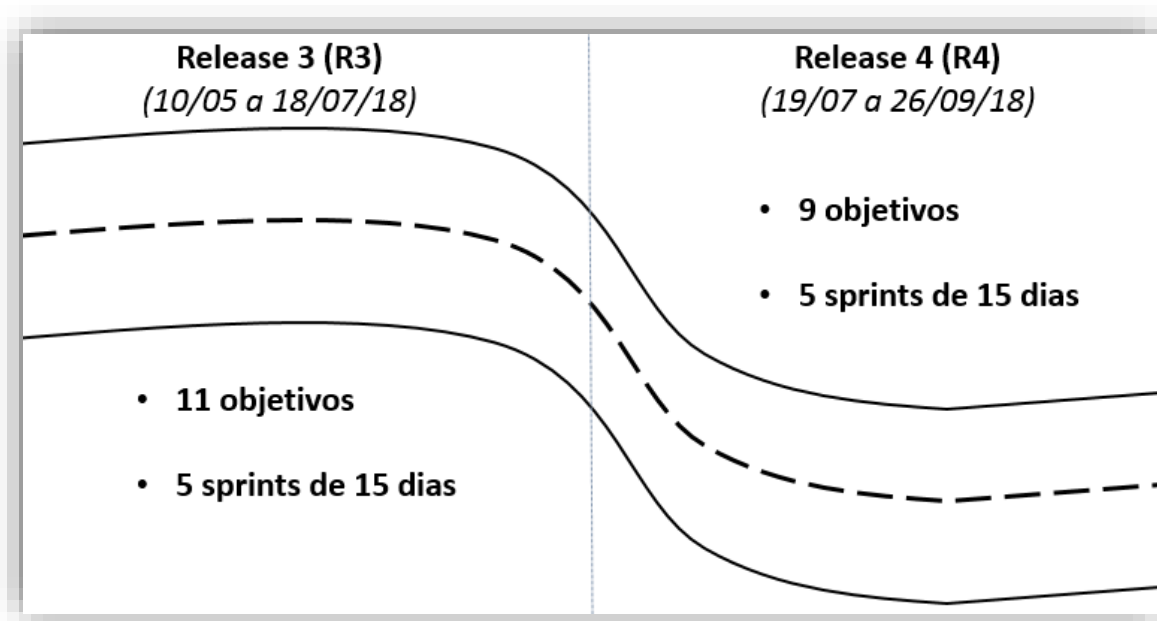 Release 3 (R3)
(10/05 a 18/07/18)
• 11 objetivos
• 5 sprints de 15 dias
Release 4 (R4)
(19/07 a 26/09/18)
• 9 objetivos
• 5 sprints de 15 dias